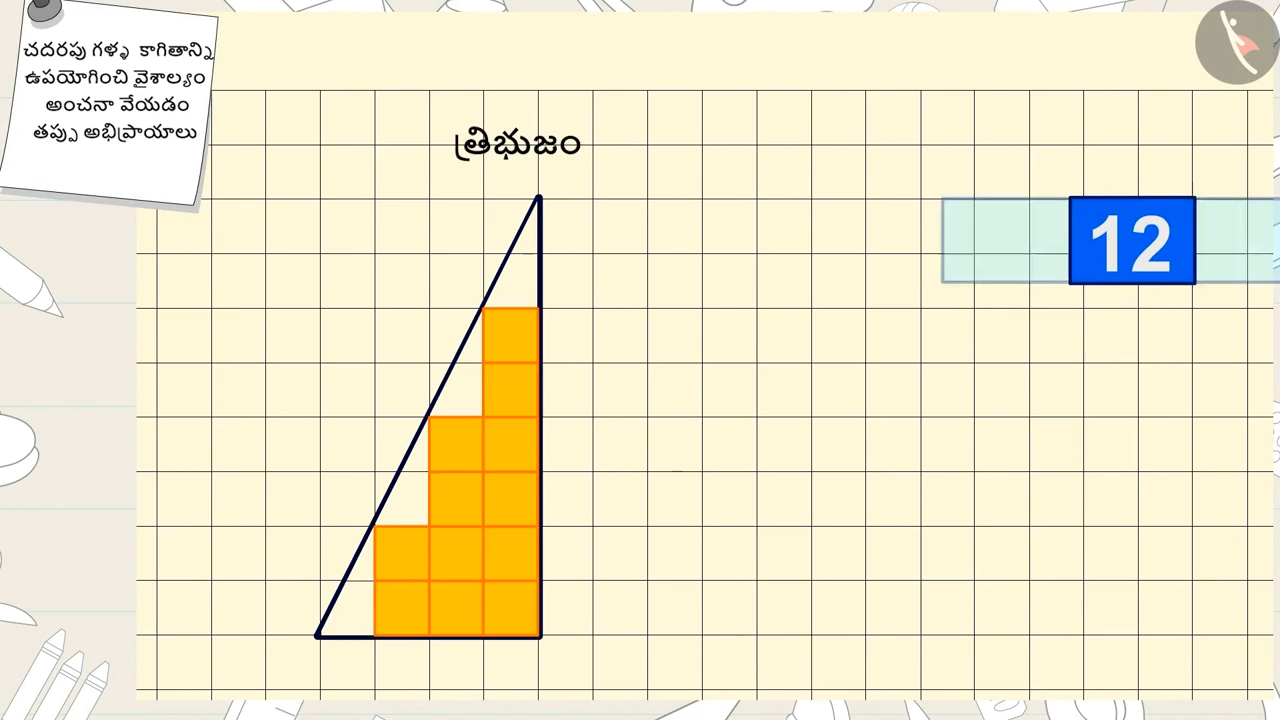 చదరపు గళ్ళ కాగితాన్ని
ఉపయోగించి వైశాల్యం
అంచనా వేయడం
తప్పు అభిప్రాయాలు
త్రిభుజం
12